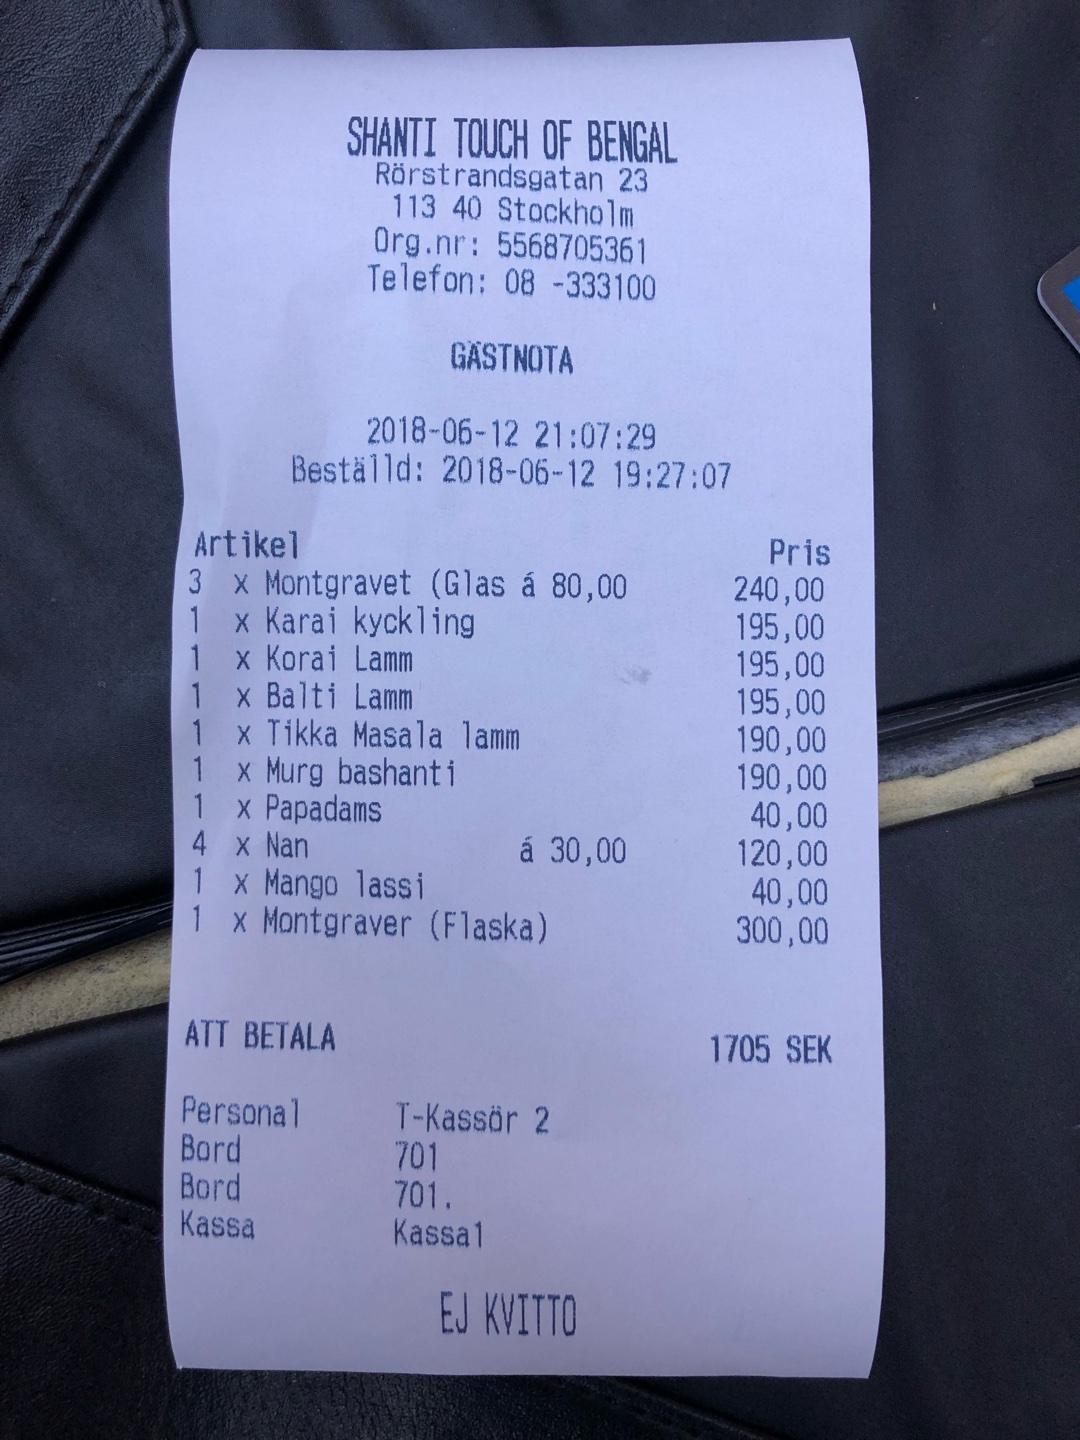 SHANTI TOUCH OF BENGAL
Rörstrandsgatan 23
113 40 Stockholm
Org.nr: 5568705361
Telefon: 08 -333100
GÄSTNOTA
2018-06-12 21:07:29
Beställd: 2018-06-12 19:27:07
Artikel Pris
3 x Montgravet (Glas á 80,00 240,00
1 x Karai kyckling 195,00
1 x Korai Lamm 195,00
1 x Balti Lamm 195,00
1 x Tikka Masala lamm 190,00
1 x Murg bashanti 190,00
1 x Papadams 40,00
4 x Nan á 30,00 120,00
1 x Mango lassi 40,00
1 x Montgraver (Flaska) 300,00
ATT BETALA 1705 SEK
Personal T-Kassör 2
Bord 701
Bord 701.
Kassa Kassa1
EJ KVITTO